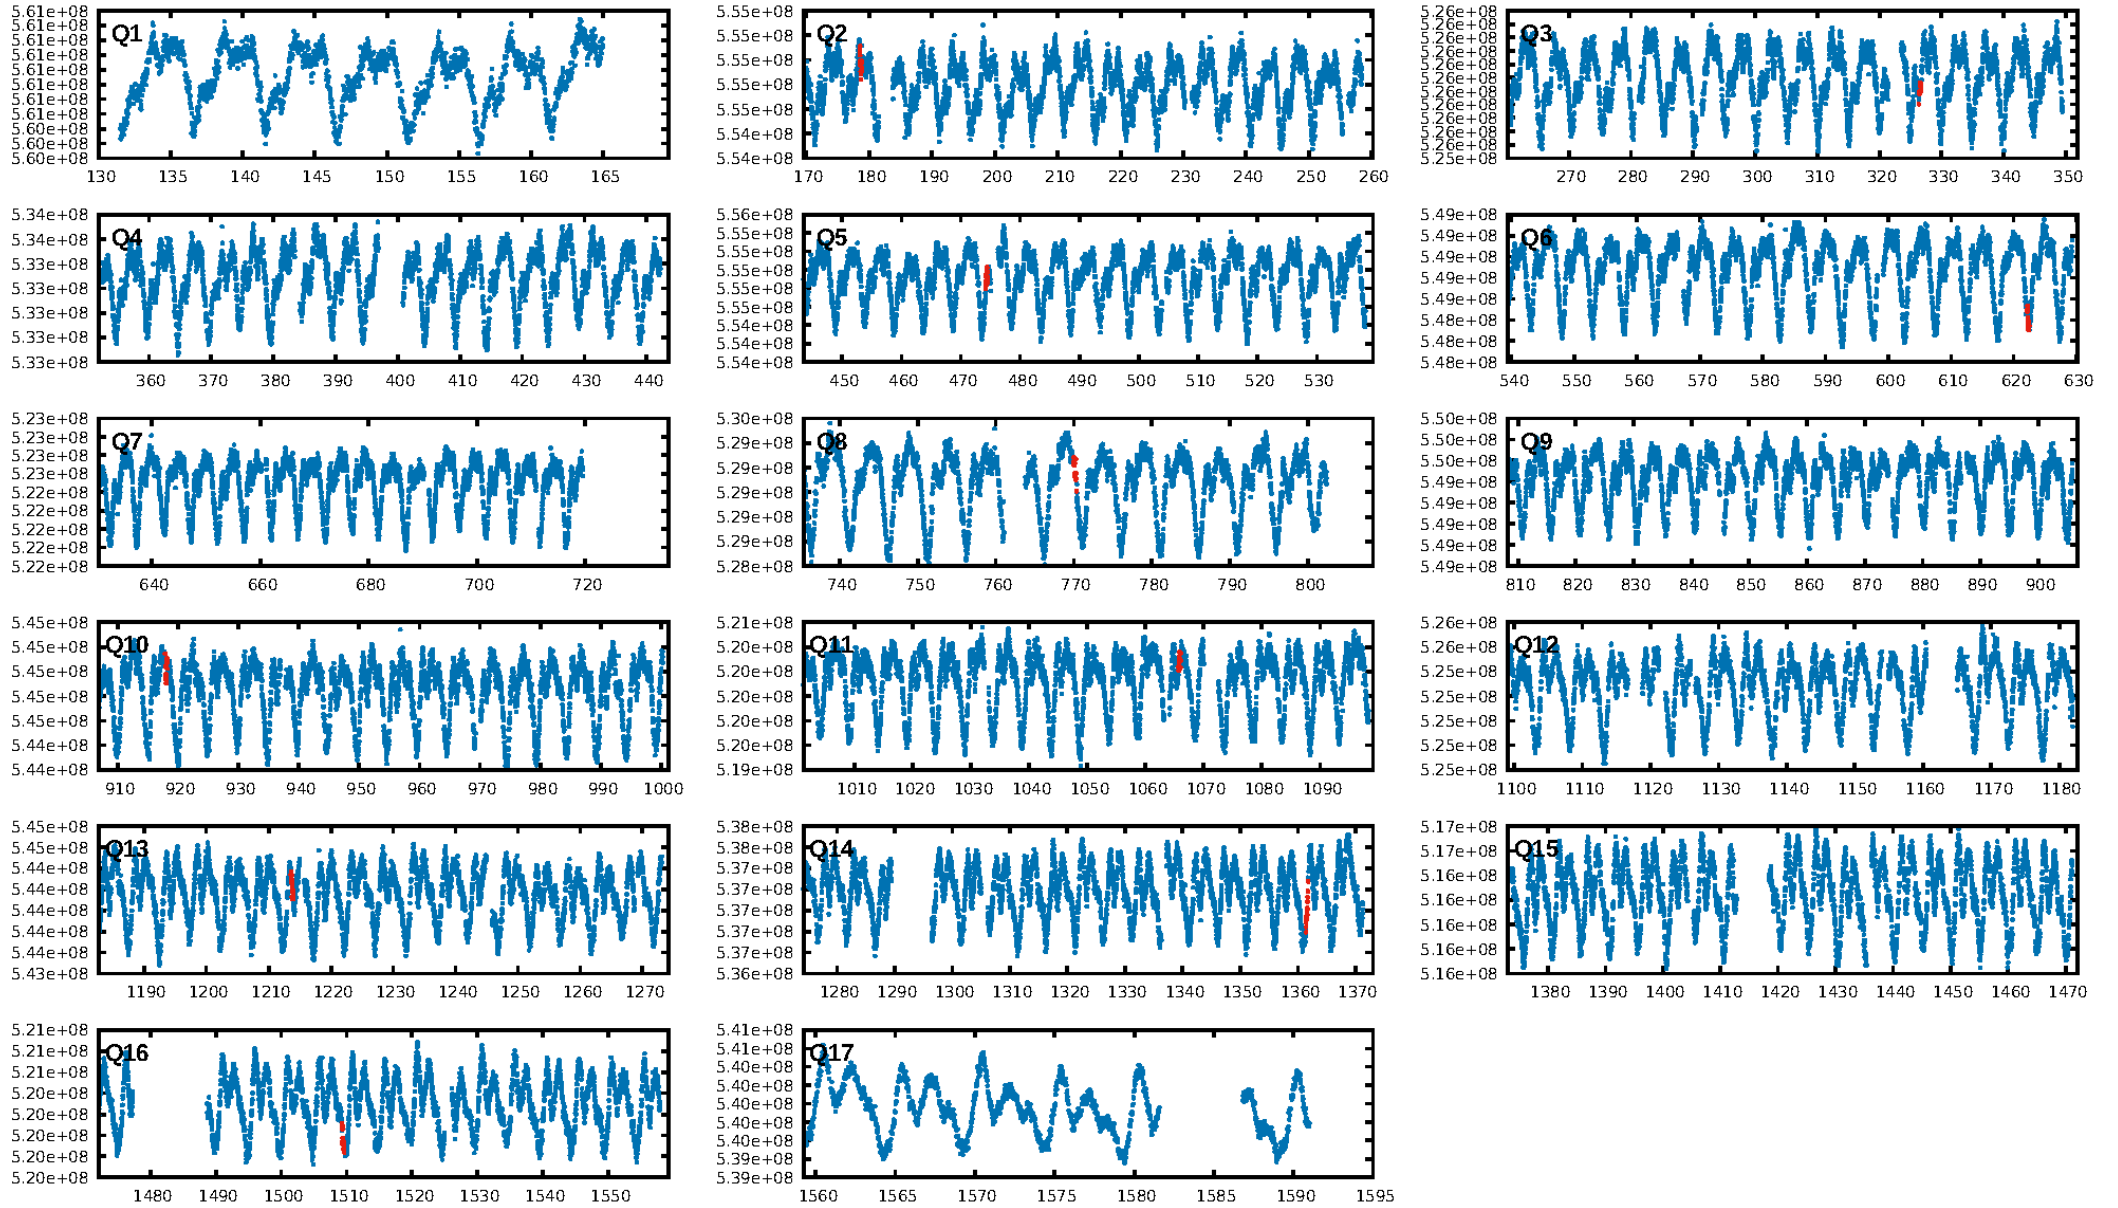 5.61e+08 5.61e+08 5.61e+08 5.61e+08 5.61e+08 5.61e+08 5.61e+08 5.61e+08 5.60e+08 5.60e+08 5.60e+08
Q1
130 135 140 145 150 155 160 165
5.55e+08 5.55e+08 5.55e+08 5.55e+08 5.55e+08 5.54e+08 5.54e+08
Q2
170 180 190 200 210 220 230 240 250 260
5.26e+08 5.26e+08 5.26e+08 5.26e+08 5.26e+08 5.26e+08 5.26e+08 5.26e+08 5.26e+08 5.26e+08 5.26e+08 5.25e+08
Q3
270 280 290 300 310 320 330 340 350
5.34e+08 5.34e+08 5.33e+08 5.33e+08 5.33e+08 5.33e+08 5.33e+08
Q4
360 370 380 390 400 410 420 430 440
5.56e+08 5.55e+08 5.55e+08 5.55e+08 5.55e+08 5.55e+08 5.54e+08 5.54e+08 5.54e+08
Q5
450 460 470 480 490 500 510 520 530
5.49e+08 5.49e+08 5.49e+08 5.49e+08 5.49e+08 5.48e+08 5.48e+08 5.48e+08
Q6
540 550 560 570 580 590 600 610 620 630
5.23e+08 5.23e+08 5.23e+08 5.23e+08 5.22e+08 5.22e+08 5.22e+08 5.22e+08 5.22e+08
Q7
640 660 680 700 720
5.30e+08 5.29e+08 5.29e+08 5.29e+08 5.29e+08 5.29e+08 5.28e+08
Q8
740 750 760 770 780 790 800
5.50e+08 5.50e+08 5.50e+08 5.49e+08 5.49e+08 5.49e+08 5.49e+08 5.49e+08
Q9
810 820 830 840 850 860 870 880 890 900
5.45e+08 5.45e+08 5.45e+08 5.45e+08 5.45e+08 5.44e+08 5.44e+08
Q10
910 920 930 940 950 960 970 980 990 1000
5.21e+08 5.20e+08 5.20e+08 5.20e+08 5.20e+08 5.20e+08 5.19e+08
Q11
1010 1020 1030 1040 1050 1060 1070 1080 1090
5.26e+08 5.26e+08 5.25e+08 5.25e+08 5.25e+08 5.25e+08 5.25e+08
Q12
1100 1110 1120 1130 1140 1150 1160 1170 1180
5.45e+08 5.45e+08 5.44e+08 5.44e+08 5.44e+08 5.44e+08 5.44e+08 5.43e+08
Q13
1190 1200 1210 1220 1230 1240 1250 1260 1270
5.38e+08 5.38e+08 5.37e+08 5.37e+08 5.37e+08 5.37e+08 5.37e+08 5.36e+08
Q14
1280 1290 1300 1310 1320 1330 1340 1350 1360 1370
5.17e+08 5.17e+08 5.16e+08 5.16e+08 5.16e+08 5.16e+08 5.16e+08
Q15
1380 1390 1400 1410 1420 1430 1440 1450 1460 1470
5.21e+08 5.21e+08 5.21e+08 5.20e+08 5.20e+08 5.20e+08 5.20e+08 5.20e+08
Q16
1480 1490 1500 1510 1520 1530 1540 1550
5.41e+08 5.41e+08 5.40e+08 5.40e+08 5.40e+08 5.40e+08 5.40e+08 5.39e+08 5.39e+08
Q17
1560 1565 1570 1575 1580 1585 1590 1595